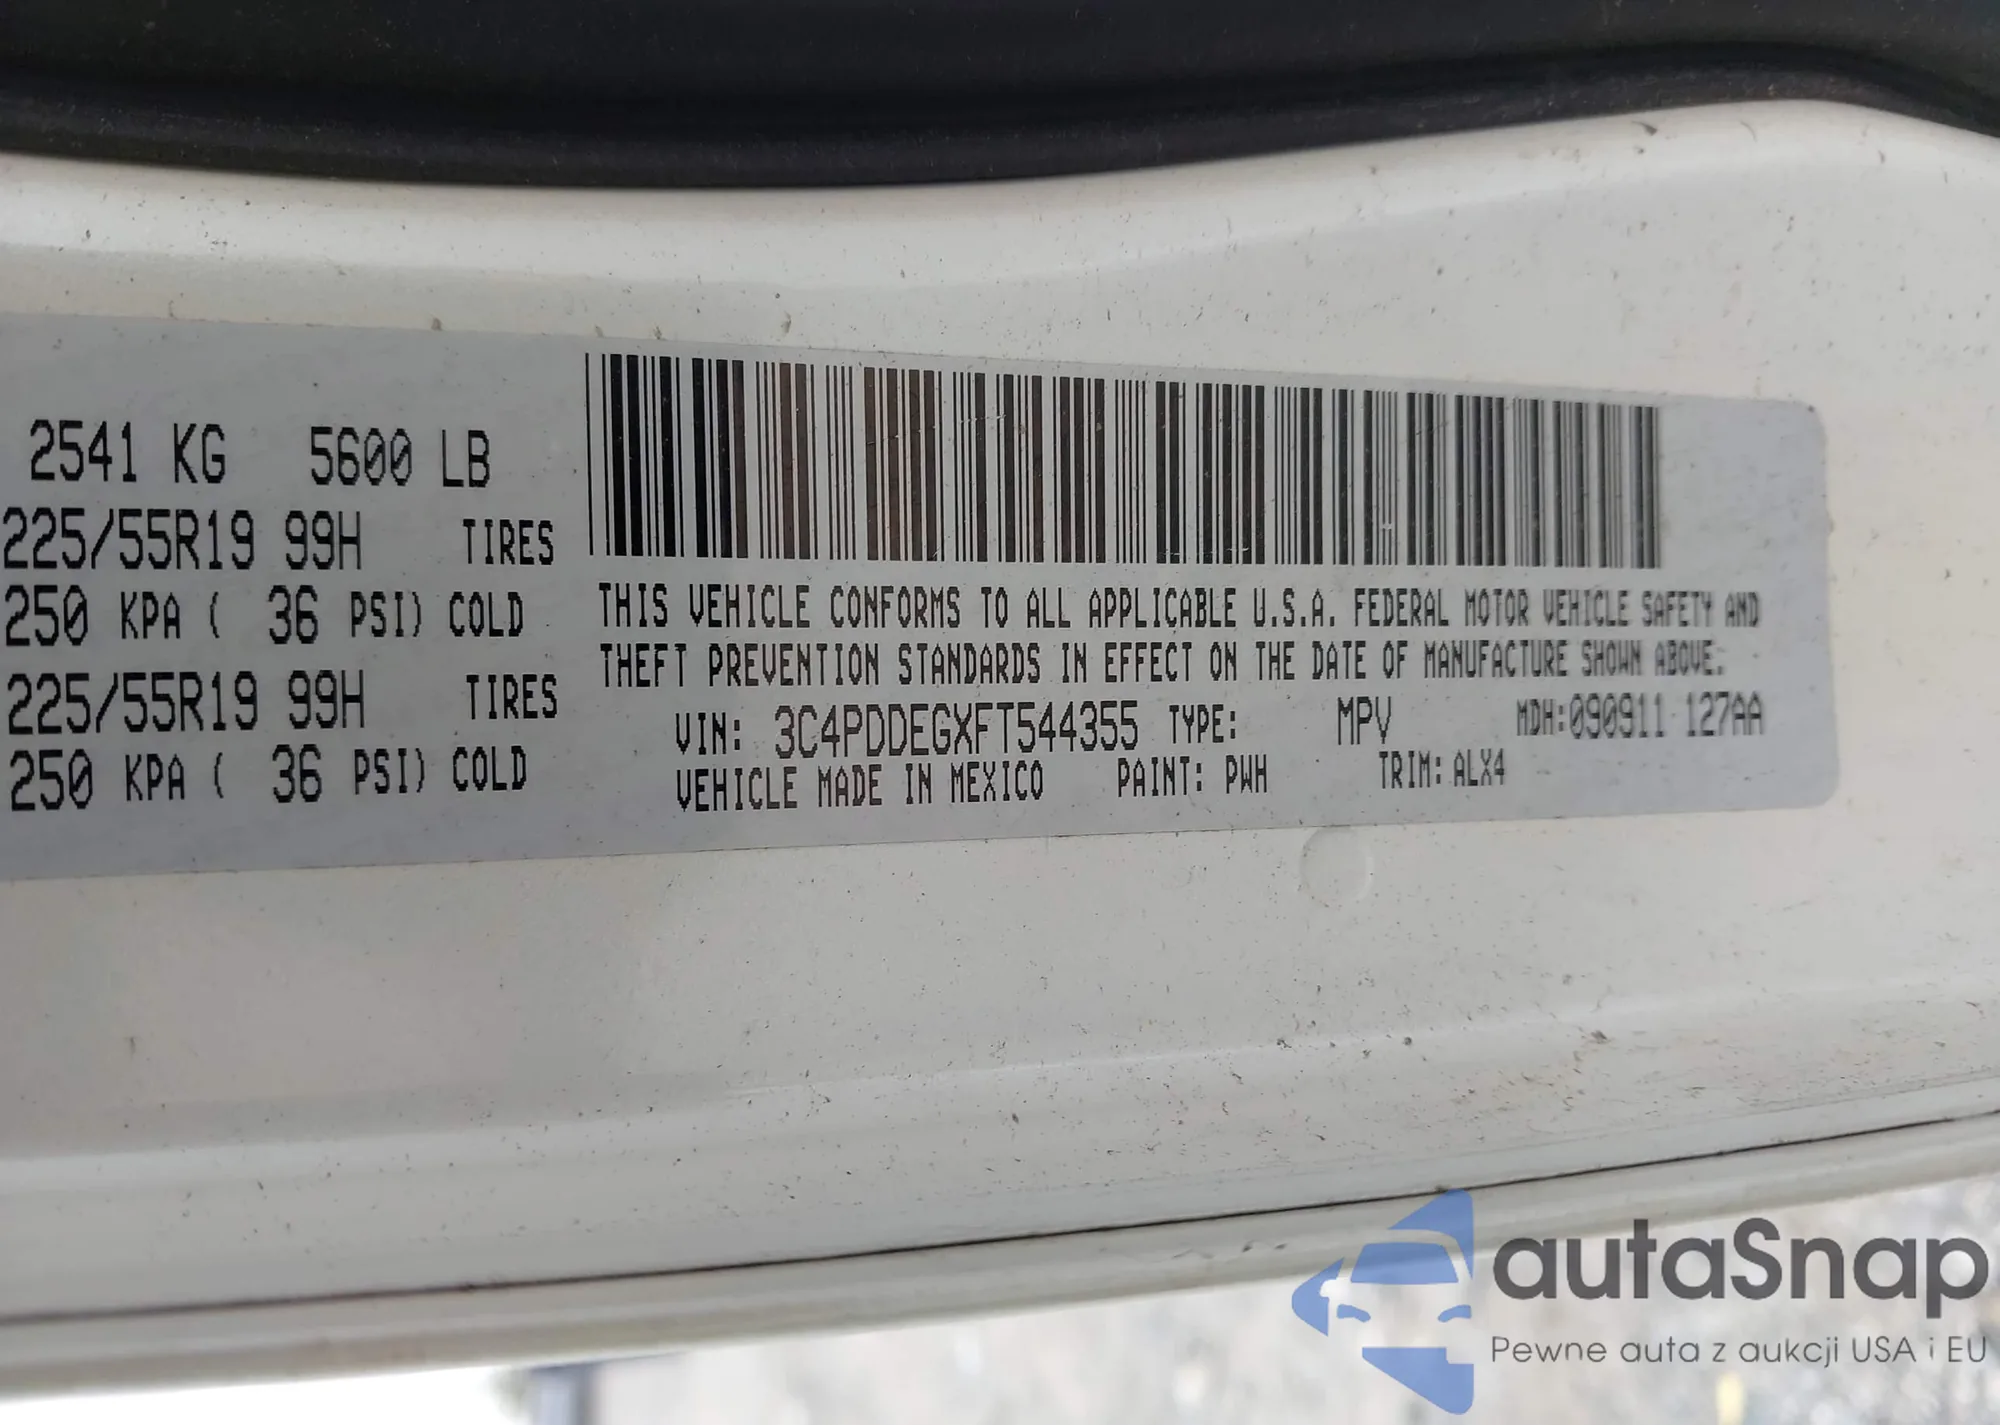 2541 KG 5600 LB
225/55R19 99H TIRES
250 KPA ( 36 PSI) COLD
225/55R19 99H TIRES
250 KPA ( 36 PSI) COLD
THIS VEHICLE CONFORMS TO ALL APPLICABLE U.S.A. FEDERAL MOTOR VEHICLE SAFETY AND
THEFT PREVENTION STANDARDS IN EFFECT ON THE DATE OF MANUFACTURE SHOWN ABOVE.
VIN: 3C4PDDEGXFT544355 TYPE: MPV MDH:090911 127AA
VEHICLE MADE IN MEXICO PAINT: PWH TRIM: ALX4
autaSnap
Pewne auta z aukcji USA i EU